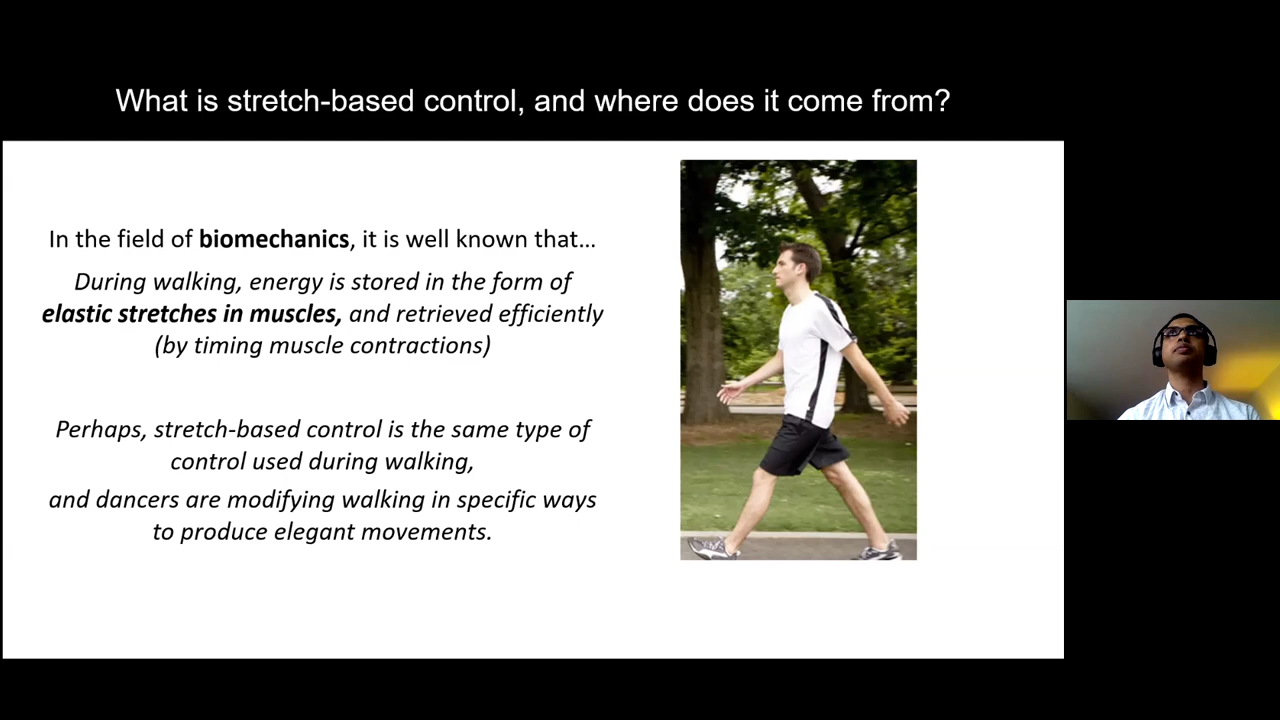 What is stretch-based control, and where does it come from?
In the field of biomechanics, it is well known that…
During walking, energy is stored in the form of
elastic stretches in muscles, and retrieved efficiently
(by timing muscle contractions)
Perhaps, stretch-based control is the same type of
control used during walking,
and dancers are modifying walking in specific ways
to produce elegant movements.